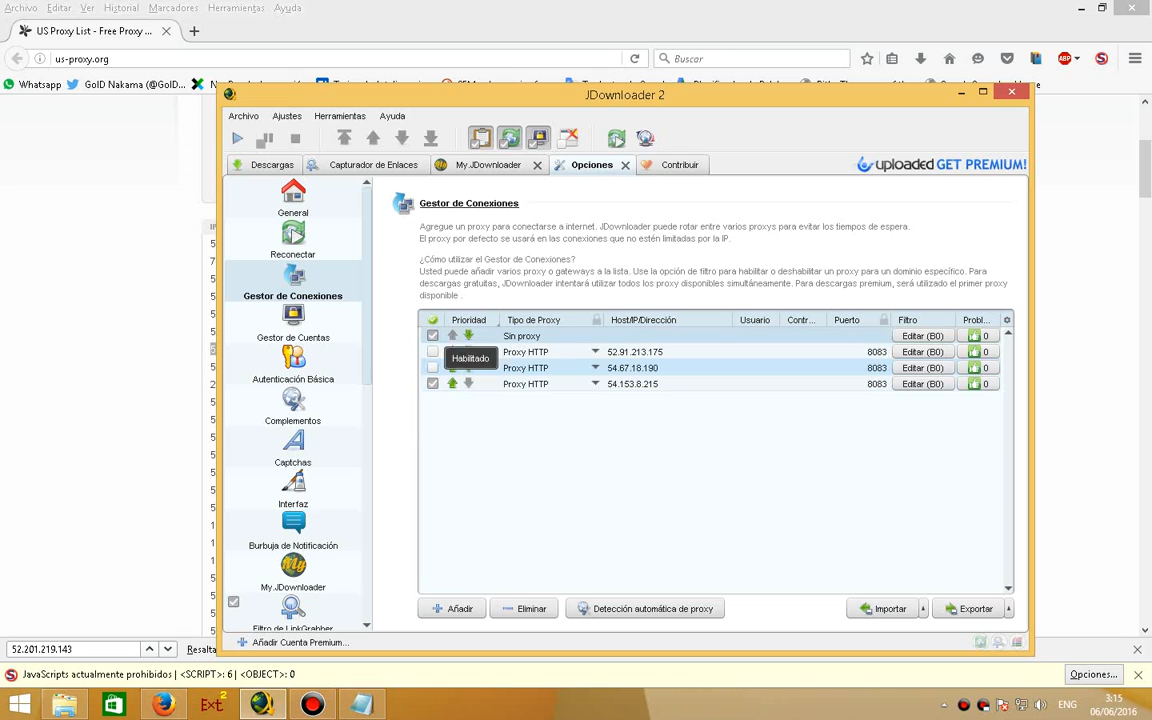 Archivo Editar Ver Historial Marcadores Herramientas Ayuda
US Proxy List - Free Proxy ...
us-proxy.org
Buscar
ABP
Whatsapp GoID Nakama (@GoID...
JDownloader 2
Archivo Ajustes Herramientas Ayuda
Descargas Capturador de Enlaces My.JDownloader Opciones Contribuir
uploaded GET PREMIUM!
General
Reconectar
Gestor de Conexiones
Gestor de Cuentas
Autenticación Básica
Complementos
Captchas
Interfaz
Burbuja de Notificación
My
My.JDownloader
Filtro de LinkGrabber
Gestor de Conexiones
Agregue un proxy para conectarse a internet. JDownloader puede rotar entre varios proxys para evitar los tiempos de espera.
El proxy por defecto se usará en las conexiones que no estén limitadas por la IP.
¿Cómo utilizar el Gestor de Conexiones?
Usted puede añadir varios proxy o gateways a la lista. Use la opción de filtro para habilitar o deshabilitar un proxy para un dominio específico. Para
descargas gratuitas, JDownloader intentará utilizar todos los proxy disponibles simultáneamente. Para descargas premium, será utilizado el primer proxy
disponible .
Prioridad Tipo de Proxy Host/IP/Dirección Usuario Contr... Puerto Filtro Probl...
Sin proxy Editar (B0) 0
Proxy HTTP 52.91.213.175 8083 Editar (B0) 0
Habilitado
Proxy HTTP 54.67.18.190 8083 Editar (B0) 0
Proxy HTTP 54.153.8.215 8083 Editar (B0) 0
Añadir Eliminar Detección automática de proxy Importar Exportar
Añadir Cuenta Premium...
52.201.219.143
Resalta
JavaScripts actualmente prohibidos | <SCRIPT>: 6 | <OBJECT>: 0
Opciones...
Ext2
ENG
3:15
06/06/2016